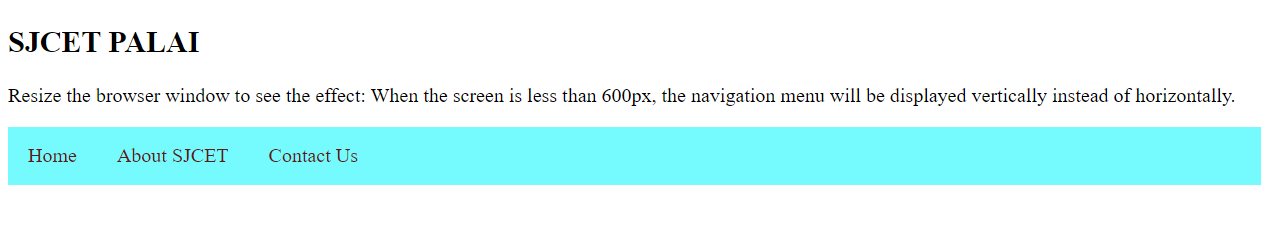 SJCET PALAI
Resize the browser window to see the effect: When the screen is less than 600px, the navigation menu will be displayed vertically instead of horizontally.
Home About SJCET Contact Us